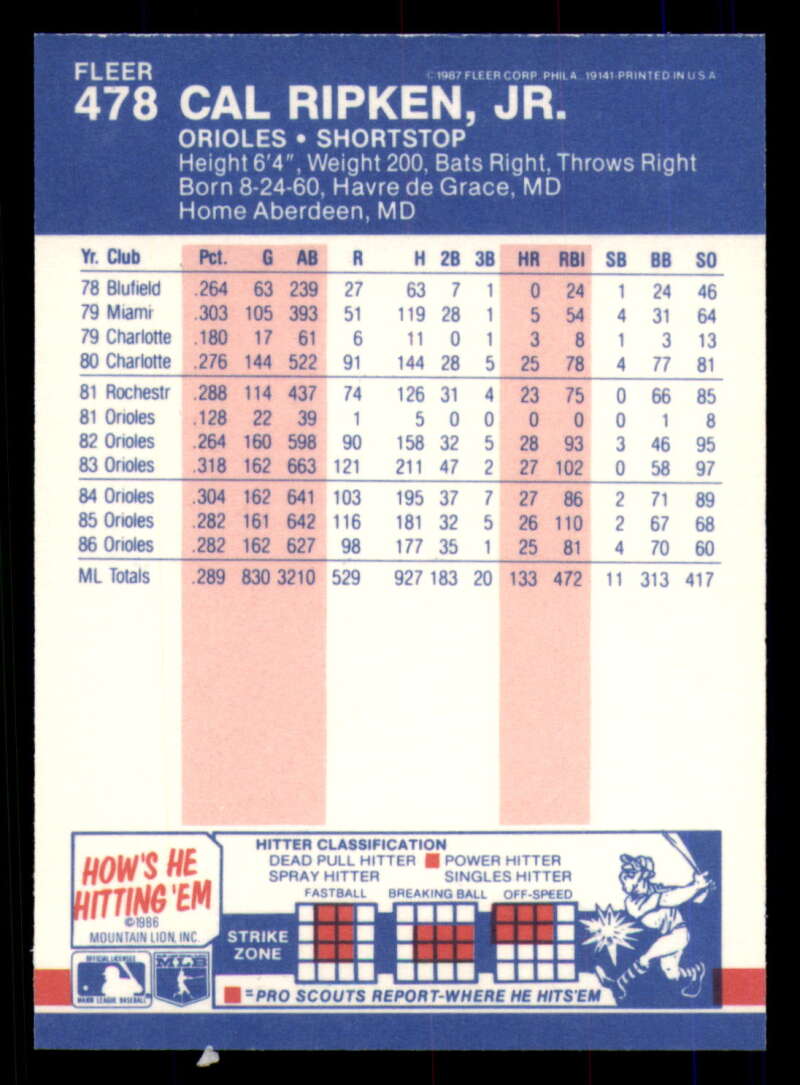 FLEER
©1987 FLEER CORP. PHILA., 19141-PRINTED IN U.S.A
478 CAL RIPKEN, JR.
ORIOLES • SHORTSTOP
Height 6'4", Weight 200, Bats Right, Throws Right
Born 8-24-60, Havre de Grace, MD
Home Aberdeen, MD
Yr. Club Pct. G AB R H 2B 3B HR RBI SB BB SO
78 Blufield .264 63 239 27 63 7 1 0 24 1 24 46
79 Miami .303 105 393 51 119 28 1 5 54 4 31 64
79 Charlotte .180 17 61 6 11 0 1 3 8 1 3 13
80 Charlotte .276 144 522 91 144 28 5 25 78 4 77 81
81 Rochestr .288 114 437 74 126 31 4 23 75 0 66 85
81 Orioles .128 22 39 1 5 0 0 0 0 0 1 8
82 Orioles .264 160 598 90 158 32 5 28 93 3 46 95
83 Orioles .318 162 663 121 211 47 2 27 102 0 58 97
84 Orioles .304 162 641 103 195 37 7 27 86 2 71 89
85 Orioles .282 161 642 116 181 32 5 26 110 2 67 68
86 Orioles .282 162 627 98 177 35 1 25 81 4 70 60
ML Totals .289 830 3210 529 927 183 20 133 472 11 313 417
HOW'S HE
HITTING 'EM
©1986
MOUNTAIN LION, INC.
HITTER CLASSIFICATION
DEAD PULL HITTER POWER HITTER
SPRAY HITTER SINGLES HITTER
FASTBALL BREAKING BALL OFF-SPEED
STRIKE
ZONE
=PRO SCOUTS REPORT-WHERE HE HITS'EM
OFFICIAL LICENSEE
MAJOR LEAGUE BASEBALL
MLB